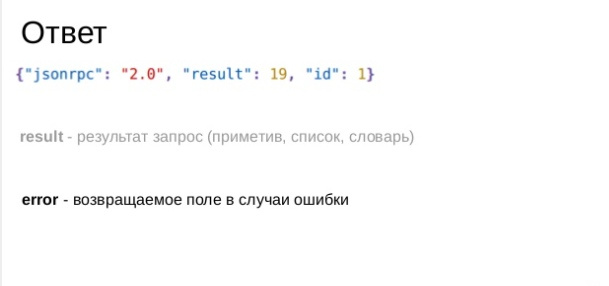 Ответ
{"jsonrpc": "2.0", "result": 19, "id": 1}
result - результат запрос (приметив, список, словарь)
error - возвращаемое поле в случаи ошибки